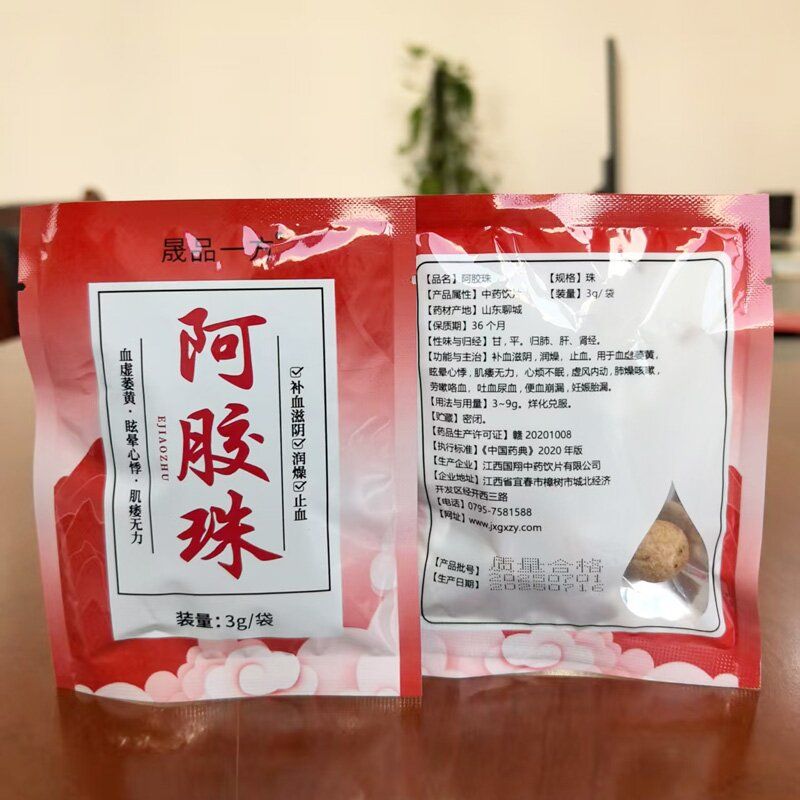 晟品一方
阿胶珠
EJIAOZHU
血虚萎黄·眩晕心悸·肌痿无力
补血滋阴 润燥 止血
装量：3g/袋
【品名】阿胶珠 【规格】珠
【产品属性】中药饮片 【装量】3g/袋
【药材产地】山东聊城
【保质期】36个月
【性味与归经】甘，平。归肺、肝、肾经。
【功能与主治】补血滋阴，润燥，止血。用于血虚萎黄，
眩晕心悸，肌痿无力，心烦不眠，虚风内动，肺燥咳嗽，
劳嗽咯血，吐血尿血，便血崩漏，妊娠胎漏。
【用法与用量】3~9g。烊化兑服。
【贮藏】密闭。
【药品生产许可证】赣 20201008
【执行标准】《中国药典》2020 年版
【生产企业】江西国翔中药饮片有限公司
【企业地址】江西省宜春市樟树市城北经济
开发区经开西三路
【电话】0795-7581588
【网址】www.jxgxzy.com
质量合格
【产品批号】20250701
【生产日期】20250716